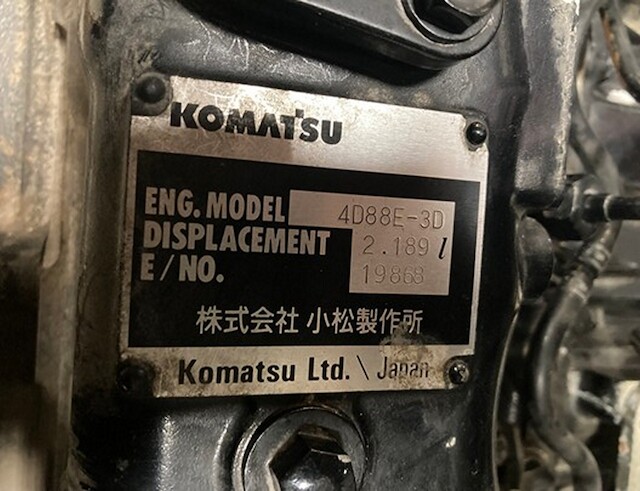 KOMATSU
ENG. MODEL 4D88E-3D
DISPLACEMENT 2.189 l
E/NO. 19868
株式会社 小松製作所
Komatsu Ltd. \ Japan